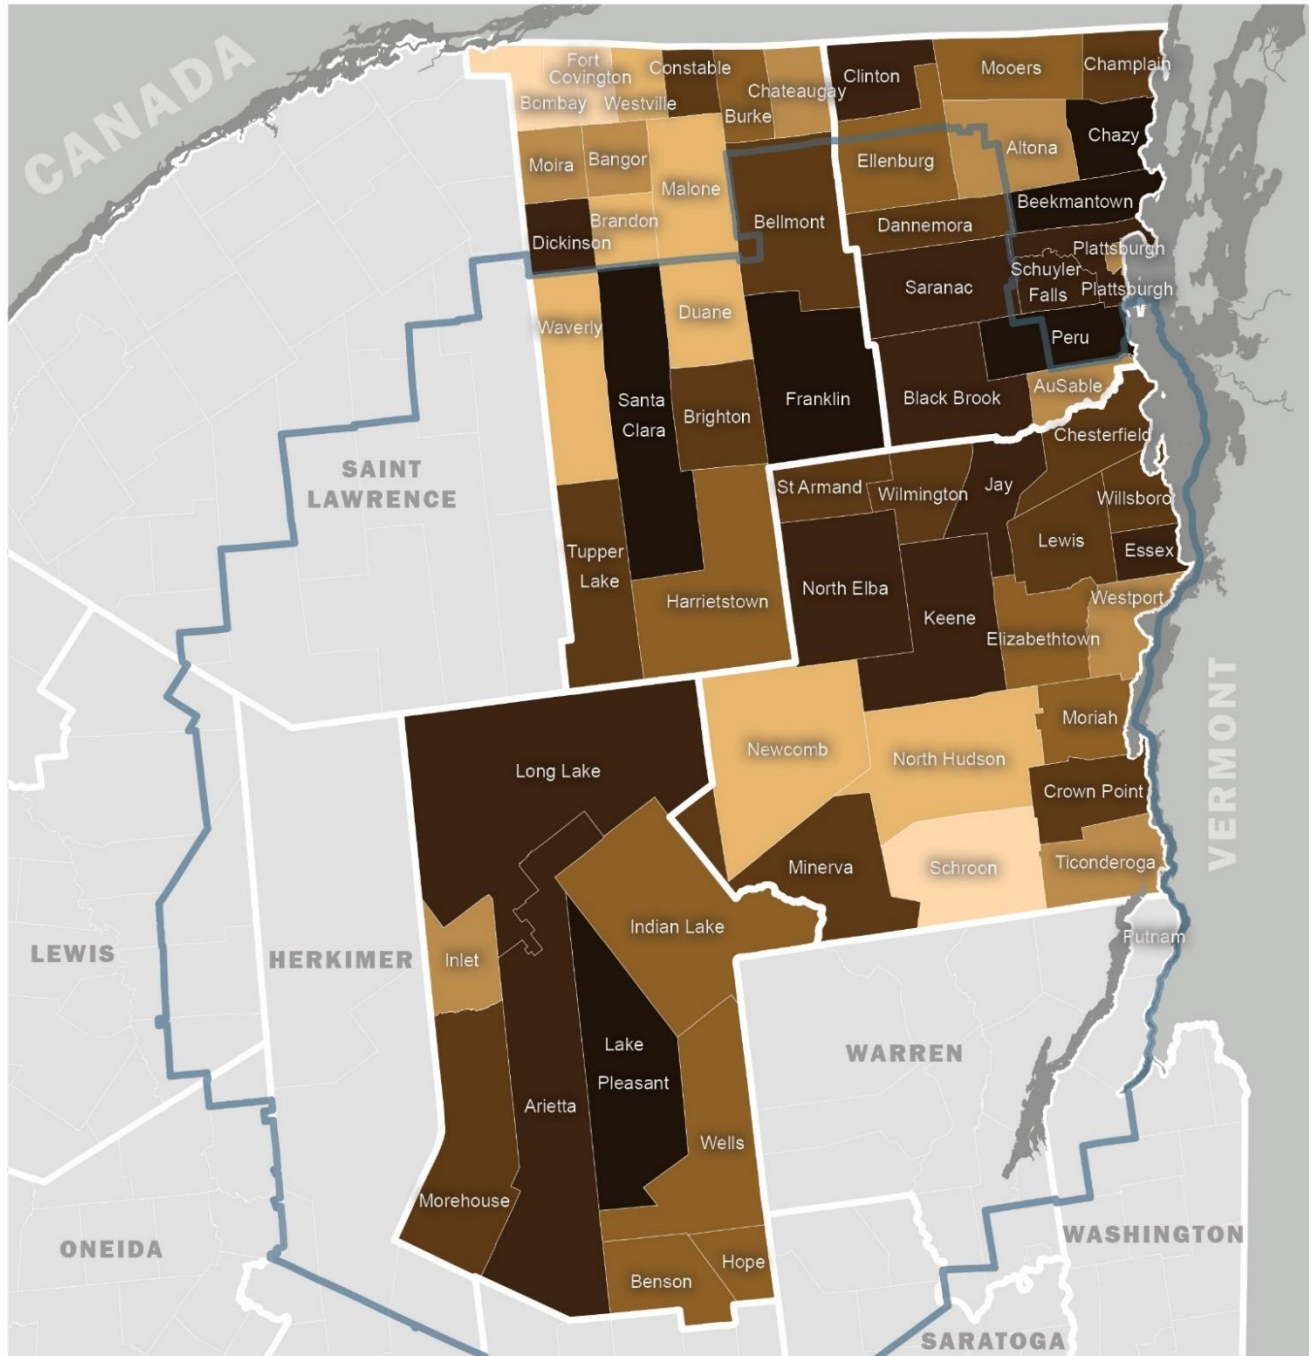 CANADA
Fort
Covington
Bombay
Westville
Constable
Burke
Chateaugay
Clinton
Mooers
Champlain
Chazy
Ellenburg
Altona
Moira
Bangor
Malone
Bellmont
Beekmantown
Dickinson
Brandon
Dannemora
Plattsburgh
Saranac
Schuyler
Falls
Plattsburgh
Waverly
Duane
Peru
Santa
Clara
Brighton
Franklin
Black Brook
AuSable
Chesterfield
SAINT
LAWRENCE
St Armand
Wilmington
Jay
Willsboro
Lewis
Essex
Tupper
Lake
Harrietstown
North Elba
Keene
Elizabethtown
Westport
VERMONT
Newcomb
North Hudson
Moriah
Long Lake
Crown Point
Minerva
Schroon
Ticonderoga
Indian Lake
Putnam
LEWIS
HERKIMER
Inlet
WARREN
Lake
Pleasant
Arietta
Wells
Morehouse
ONEIDA
WASHINGTON
Benson
Hope
SARATOGA